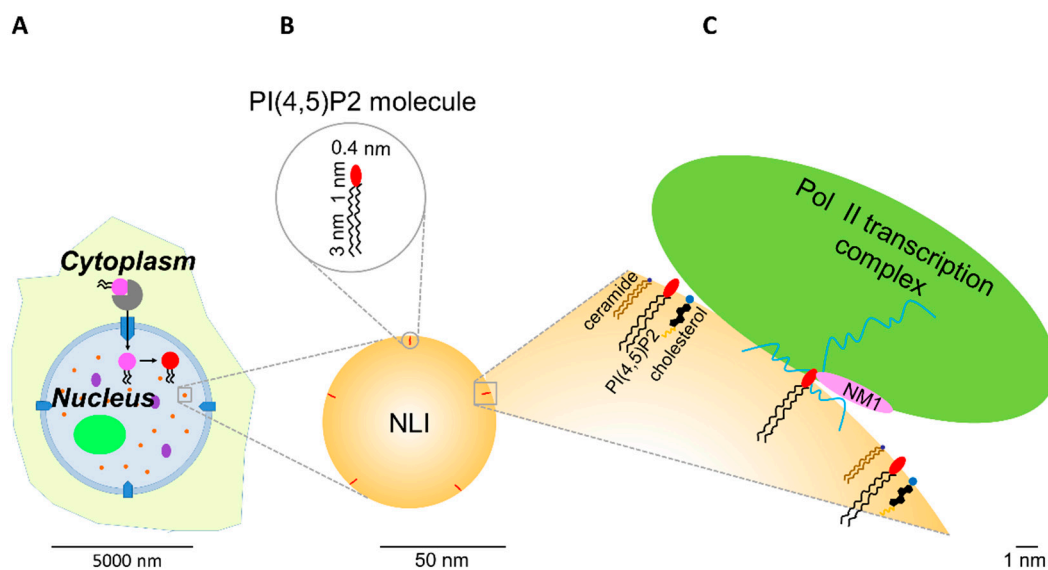 A
B
C
PI(4,5)P2 molecule
0.4 nm
1 nm
3 nm
Cytoplasm
Nucleus
NLI
ceramide
PI(4,5)P2
cholesterol
Pol II transcription
complex
NM1
5000 nm
50 nm
1 nm